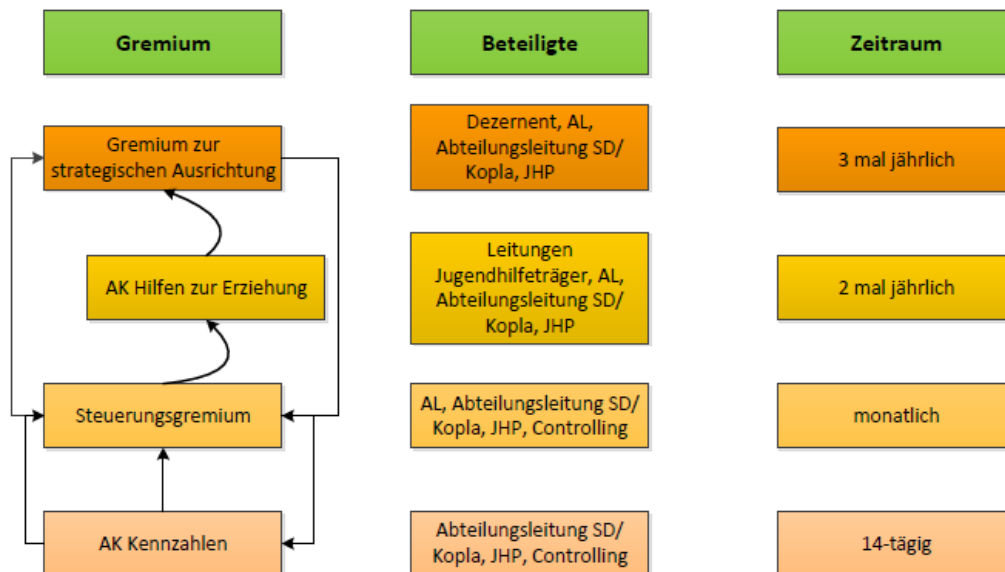 Gremium
Beteiligte
Zeitraum
Gremium zur
strategischen Ausrichtung
Dezernent, AL,
Abteilungsleitung SD/
Kopla, JHP
3 mal jährlich
AK Hilfen zur Erziehung
Leitungen
Jugendhilfeträger, AL,
Abteilungsleitung SD/
Kopla, JHP
2 mal jährlich
Steuerungsgremium
AL, Abteilungsleitung SD/
Kopla, JHP, Controlling
monatlich
AK Kennzahlen
Abteilungsleitung SD/
Kopla, JHP, Controlling
14-tägig